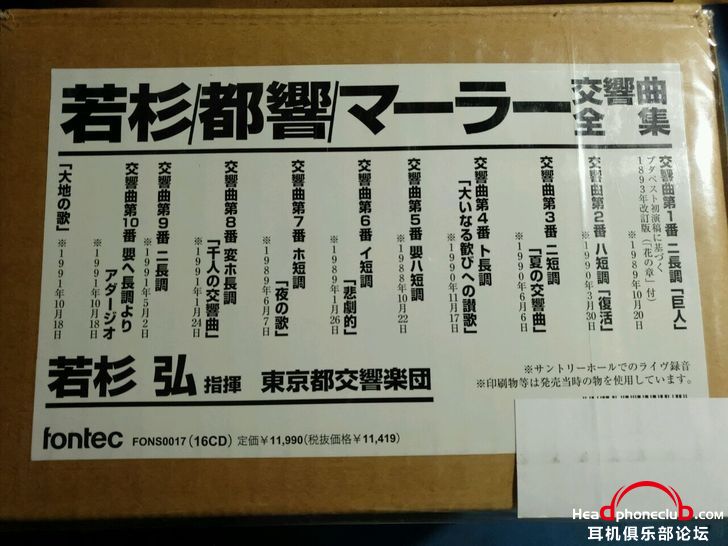 若杉/都響/マーラー交響曲全集
交響曲第1番 ニ長調「巨人」
ブダペスト初演稿に基づく
1893年改訂版(「花の章」付)
※1989年10月20日
交響曲第2番 ハ短調「復活」
※1990年3月30日
交響曲第3番 ニ短調
「夏の交響曲」
※1990年6月6日
交響曲第4番 ト長調
「大いなる歓びへの讃歌」
※1990年11月17日
交響曲第5番 嬰ハ短調
※1988年10月22日
交響曲第6番 イ短調
「悲劇的」
※1989年1月26日
交響曲第7番 ホ短調
「夜の歌」
※1989年6月7日
交響曲第8番 変ホ長調
「千人の交響曲」
※1991年1月24日
交響曲第9番 ニ長調
※1991年5月2日
交響曲第10番 嬰ヘ長調より
アダージオ
※1991年10月18日
「大地の歌」
※1991年10月18日
若杉 弘 指揮 東京都交響楽団
※サントリーホールでのライヴ録音
※印刷物等は発売当時の物を使用しています。
fontec FONS0017(16CD) 定価¥11,990(税抜価格¥11,419)
Headphoneclub.com
耳机俱乐部论坛